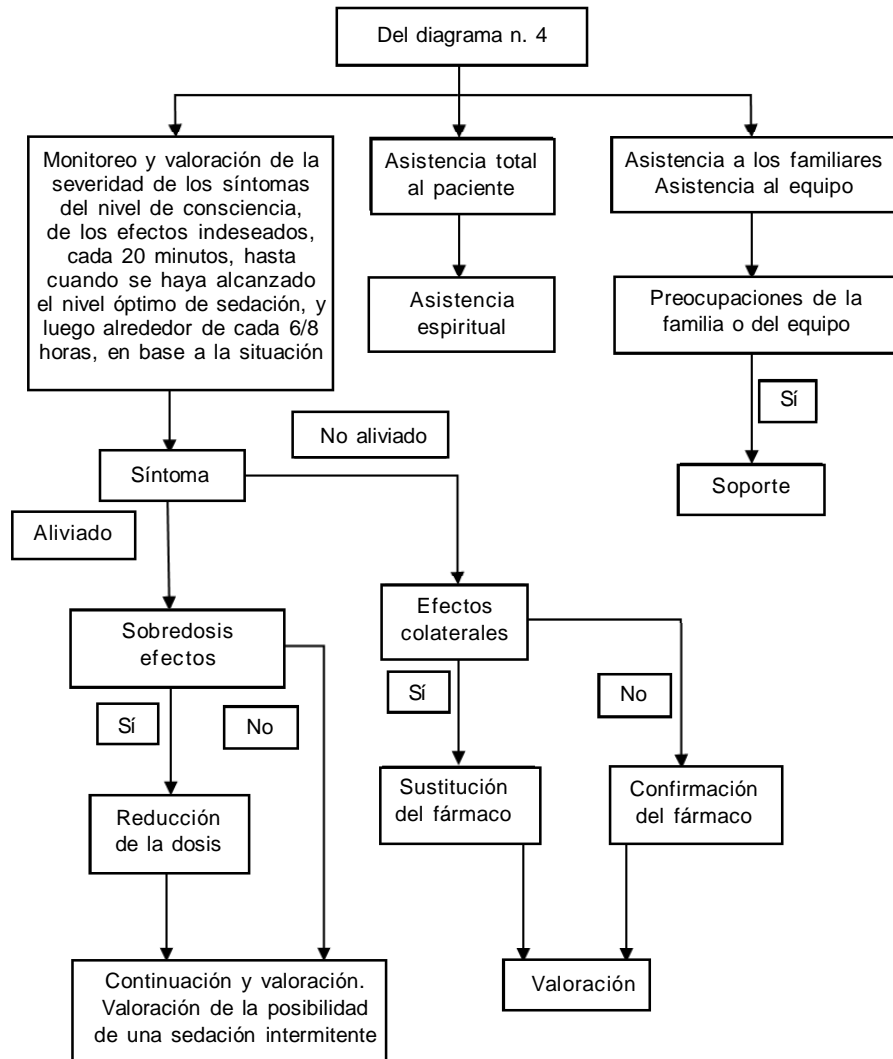 Del diagrama n. 4
Monitoreo y valoración de la
severidad de los síntomas
del nivel de consciencia,
de los efectos indeseados,
cada 20 minutos, hasta
cuando se haya alcanzado
el nivel óptimo de sedación, y
luego alrededor de cada 6/8
horas, en base a la situación
Asistencia total
al paciente
Asistencia a los familiares
Asistencia al equipo
Asistencia
espiritual
Preocupaciones de la
familia o del equipo
Sí
Soporte
No aliviado
Síntoma
Aliviado
Sobredosis
efectos
Efectos
colaterales
Sí
No
Sí
No
Reducción
de la dosis
Sustitución
del fármaco
Confirmación
del fármaco
Continuación y valoración.
Valoración de la posibilidad
de una sedación intermitente
Valoración